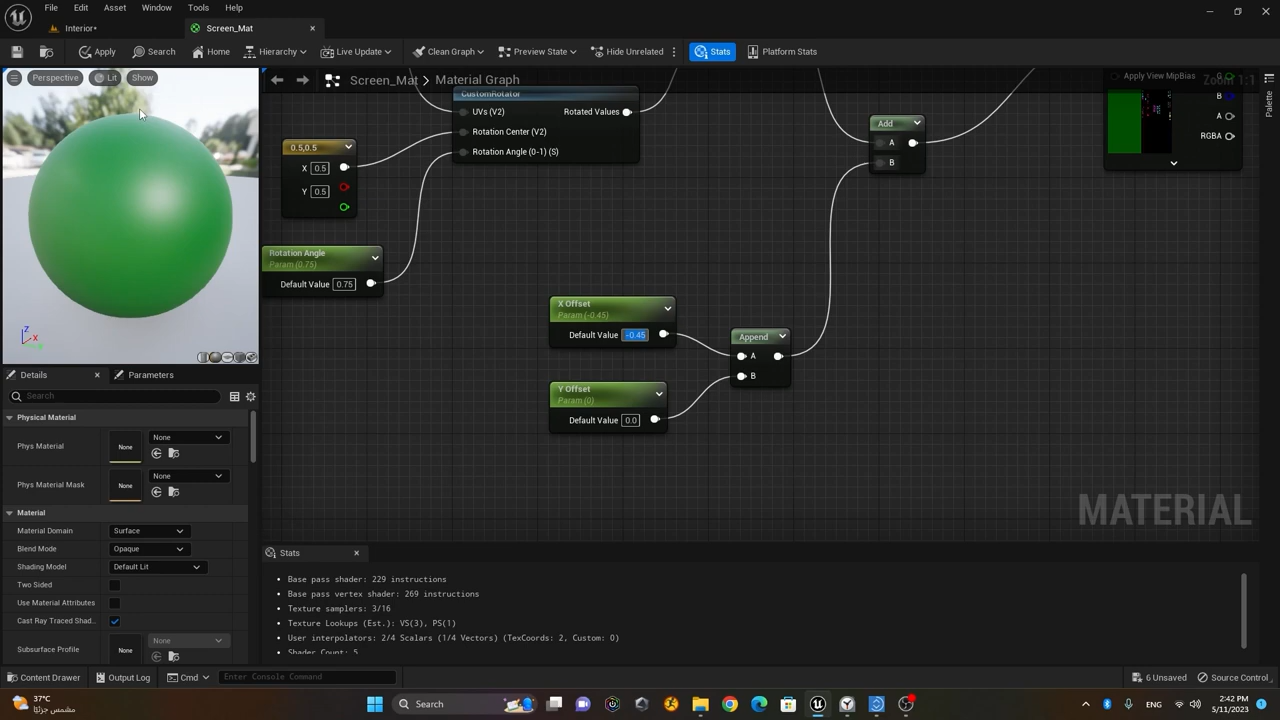 File Edit Asset Window Tools Help
Interior* Screen_Mat
Apply Search Home Hierarchy Live Update Clean Graph Preview State Hide Unrelated Stats Platform Stats
Perspective Lit Show
Screen_Mat Material Graph Zoom 1:1
Palette
Apply View MipBias
B
A
RGBA
CustomRotator
UVs (V2) Rotated Values
Rotation Center (V2)
Rotation Angle (0-1) (S)
0.5,0.5
X 0.5
Y 0.5
Add
A
B
Rotation Angle
Param (0.75)
Default Value 0.75
X Offset
Param (-0.45)
Default Value -0.45
Append
A
B
Y Offset
Param (0)
Default Value 0.0
Z
X
MATERIAL
Details Parameters
Search
Physical Material
Phys Material None None
Phys Material Mask None None
Material
Material Domain Surface
Blend Mode Opaque
Shading Model Default Lit
Two Sided
Use Material Attributes
Cast Ray Traced Shad..
Subsurface Profile None None
Stats
Base pass shader: 229 instructions
Base pass vertex shader: 269 instructions
Texture samplers: 3/16
Texture Lookups (Est.): VS(3), PS(1)
User interpolators: 2/4 Scalars (1/4 Vectors) (TexCoords: 2, Custom: 0)
Shader Count: 5
Content Drawer Output Log Cmd Enter Console Command 6 Unsaved Source Control
37°C
مشمس جزئيًا
Search
ENG
2:42 PM
5/11/2023